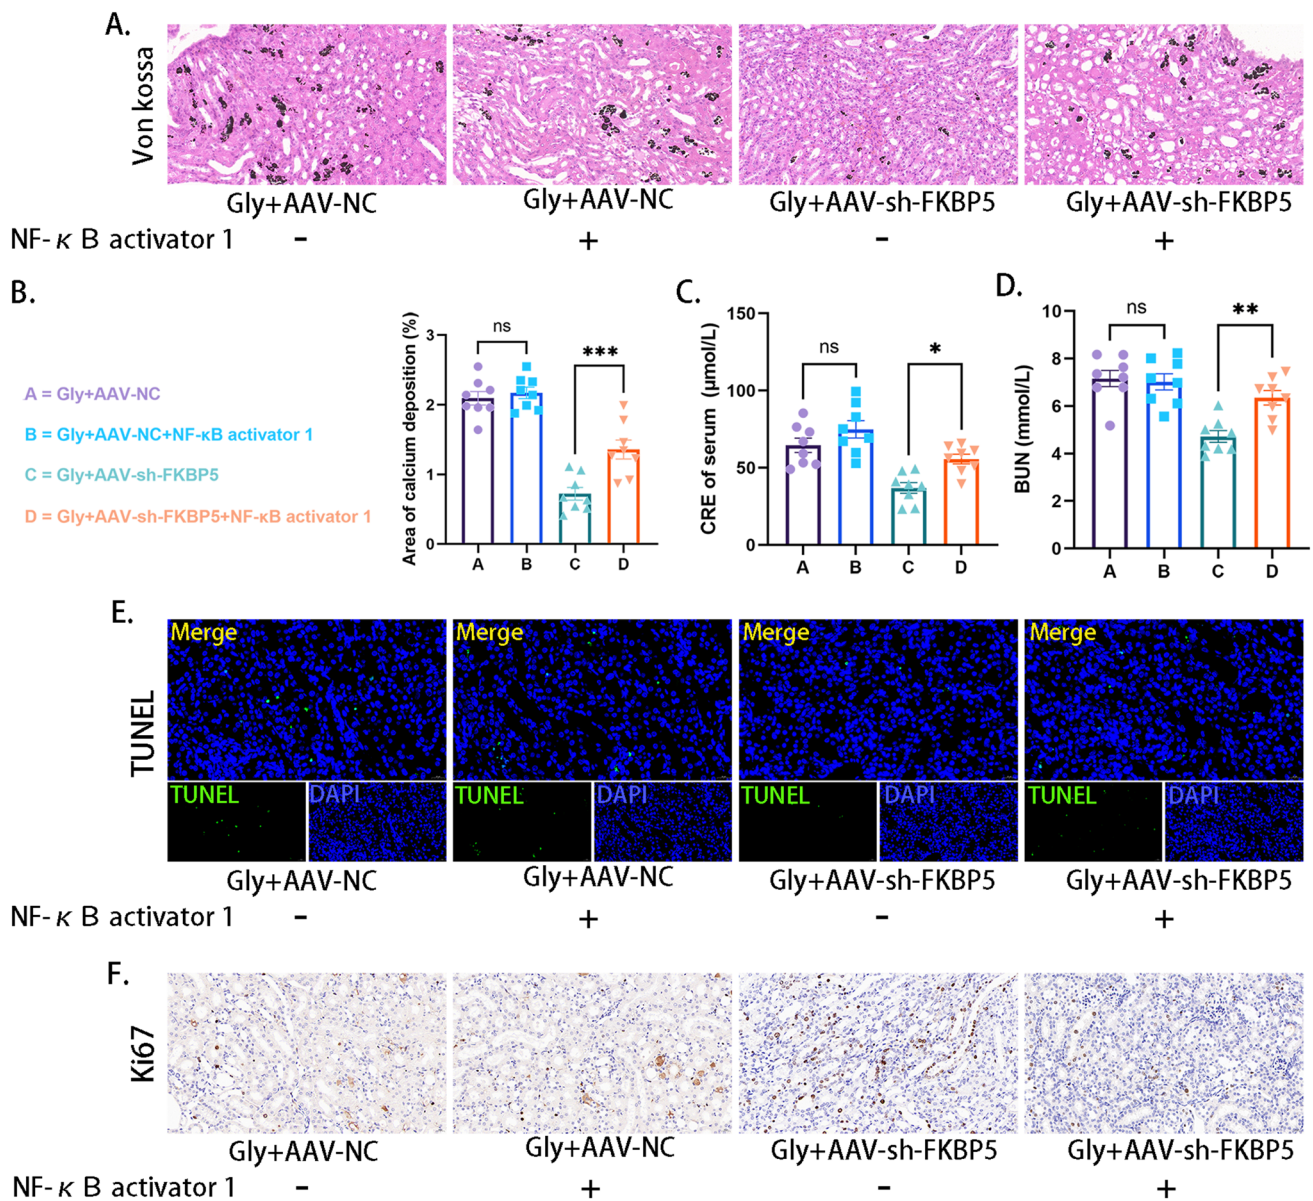 A.
Von kossa
Gly+AAV-NC
Gly+AAV-NC
Gly+AAV-sh-FKBP5
Gly+AAV-sh-FKBP5
NF-κB activator 1
-
+
-
+
B.
A = Gly+AAV-NC
B = Gly+AAV-NC+NF-κB activator 1
C = Gly+AAV-sh-FKBP5
D = Gly+AAV-sh-FKBP5+NF-κB activator 1
Area of calcium deposition (%)
3
2
1
0
ns
***
A
B
C
D
C.
CRE of serum (μmol/L)
150
100
50
0
ns
*
A
B
C
D
D.
BUN (mmol/L)
10
8
6
4
2
0
ns
**
A
B
C
D
E.
TUNEL
Merge
Merge
Merge
Merge
TUNEL
DAPI
TUNEL
DAPI
TUNEL
DAPI
TUNEL
DAPI
Gly+AAV-NC
Gly+AAV-NC
Gly+AAV-sh-FKBP5
Gly+AAV-sh-FKBP5
NF-κB activator 1
-
+
-
+
F.
Ki67
Gly+AAV-NC
Gly+AAV-NC
Gly+AAV-sh-FKBP5
Gly+AAV-sh-FKBP5
NF-κB activator 1
-
+
-
+